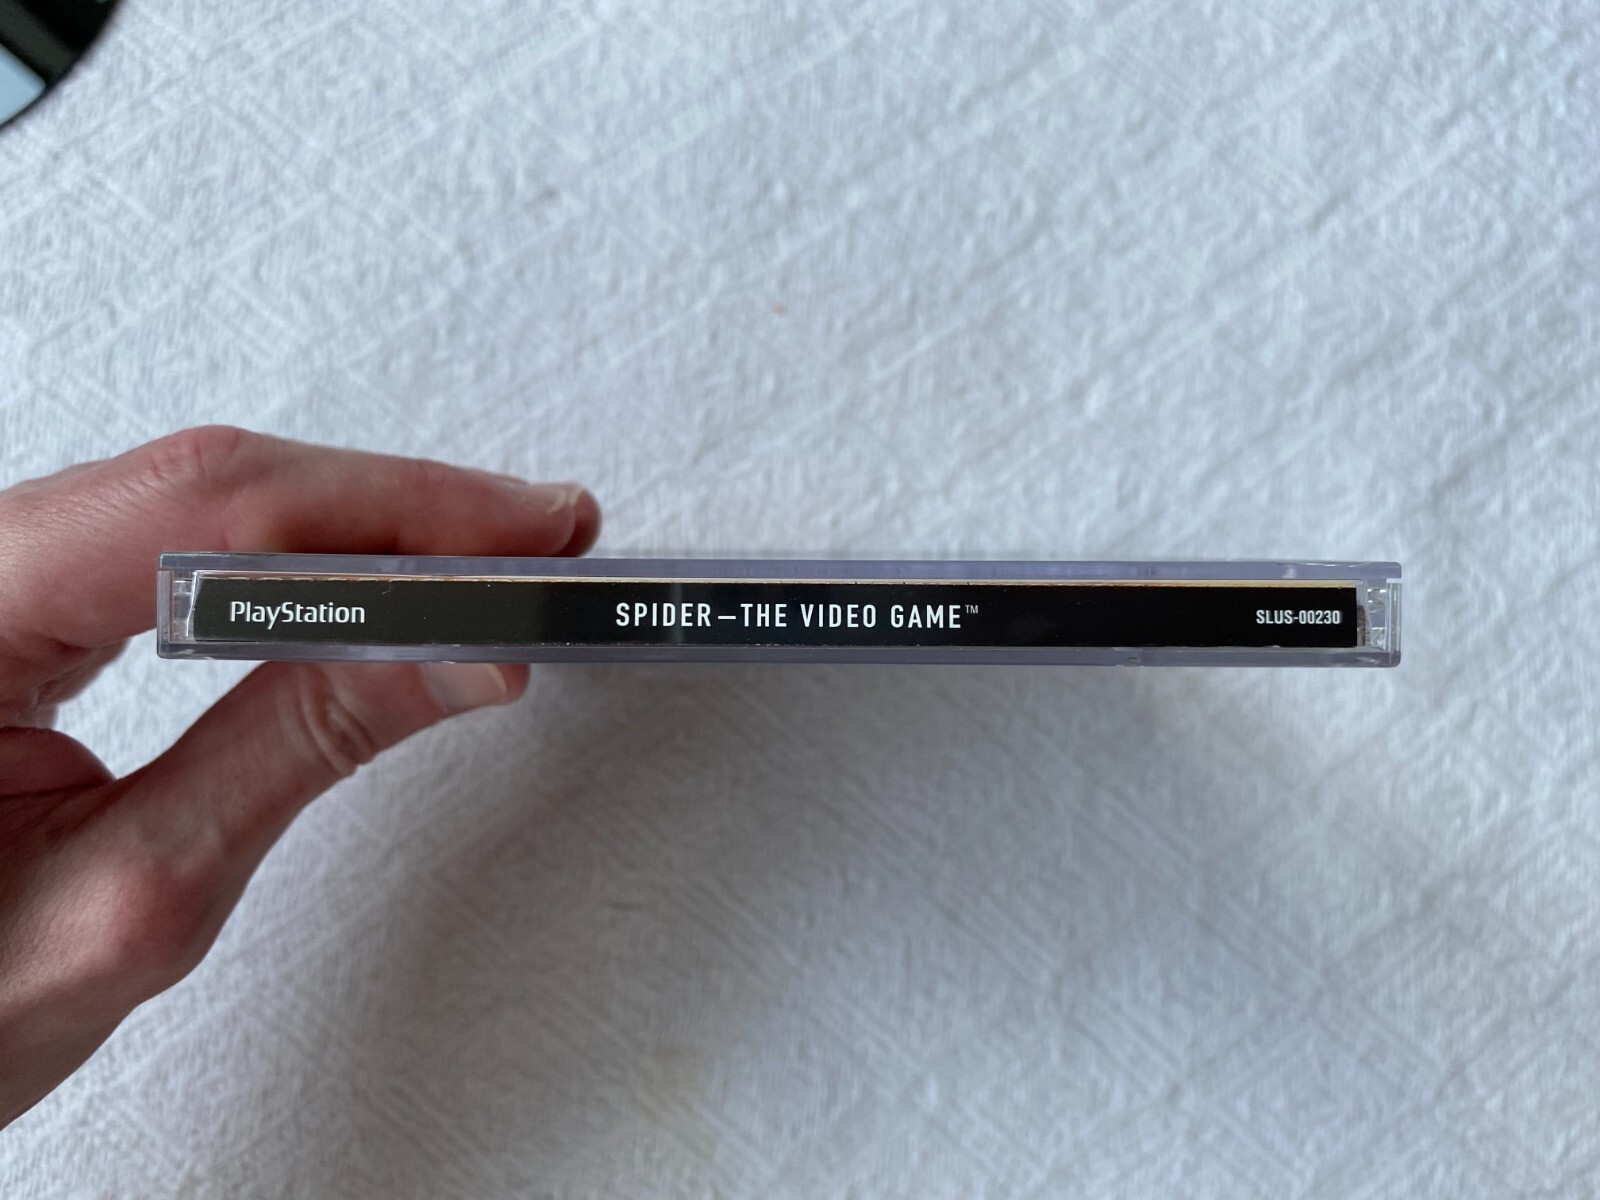 PlayStation SPIDER—THE VIDEO GAME™ SLUS-00230